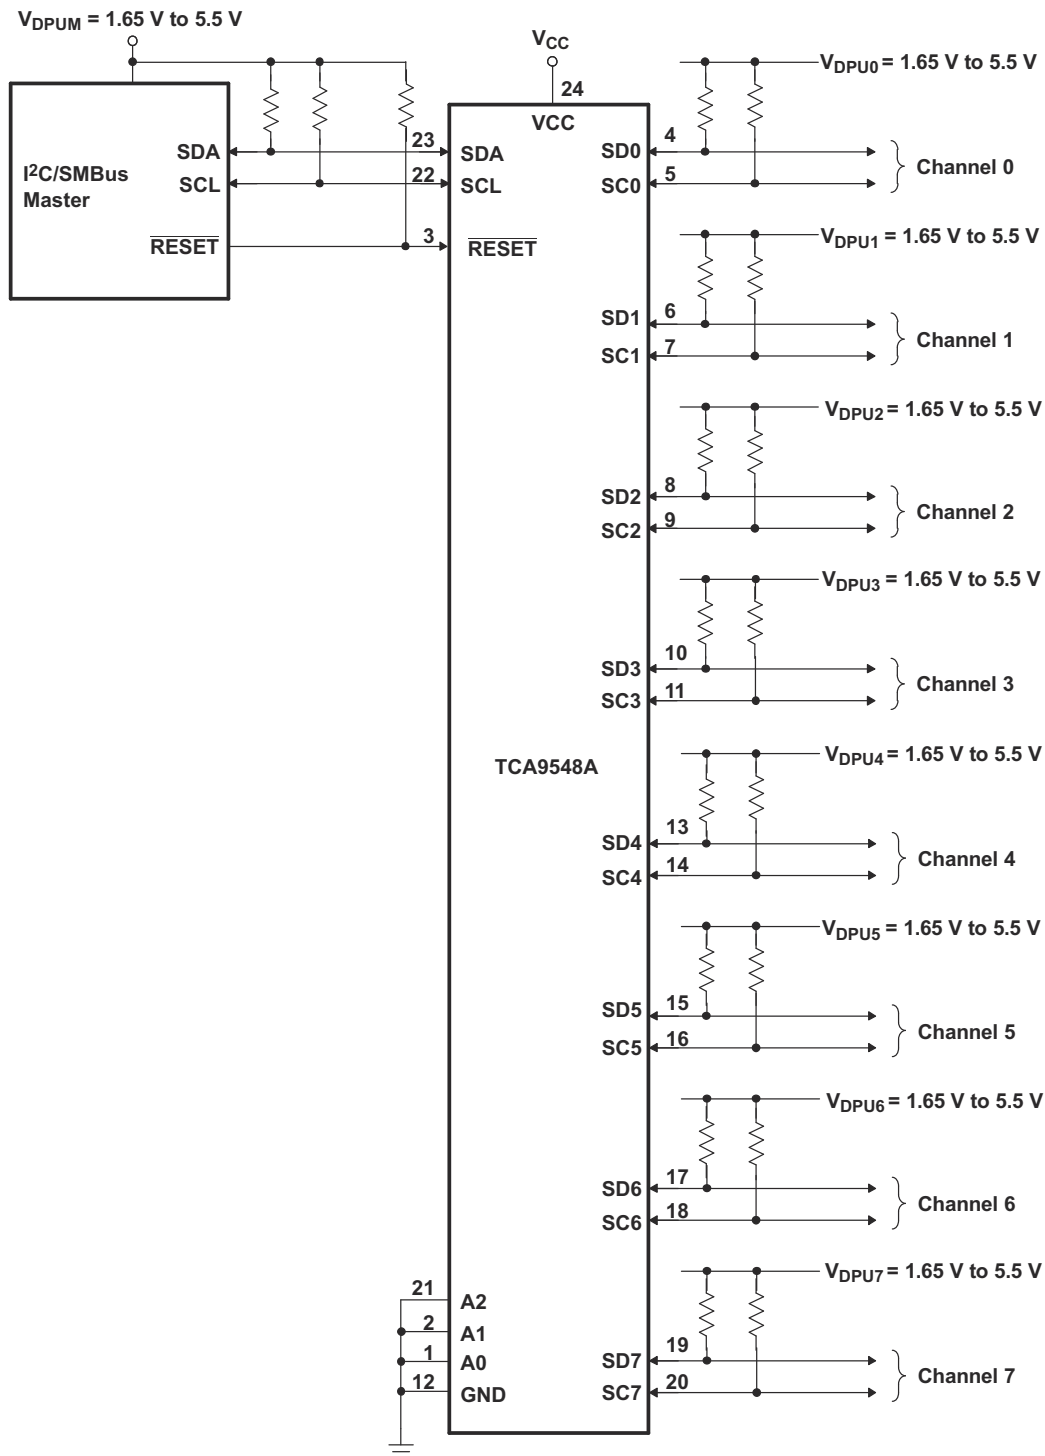 VDPUM = 1.65 V to 5.5 V
VCC
24
VCC
I2C/SMBus
Master
SDA
SCL
RESET
23
22
3
SDA
SCL
RESET
TCA9548A
21
2
1
12
A2
A1
A0
GND
VDPU0 = 1.65 V to 5.5 V
SD0
4
SC0
5
Channel 0
VDPU1 = 1.65 V to 5.5 V
SD1
6
SC1
7
Channel 1
VDPU2 = 1.65 V to 5.5 V
SD2
8
SC2
9
Channel 2
VDPU3 = 1.65 V to 5.5 V
SD3
10
SC3
11
Channel 3
VDPU4 = 1.65 V to 5.5 V
SD4
13
SC4
14
Channel 4
VDPU5 = 1.65 V to 5.5 V
SD5
15
SC5
16
Channel 5
VDPU6 = 1.65 V to 5.5 V
SD6
17
SC6
18
Channel 6
VDPU7 = 1.65 V to 5.5 V
SD7
19
SC7
20
Channel 7